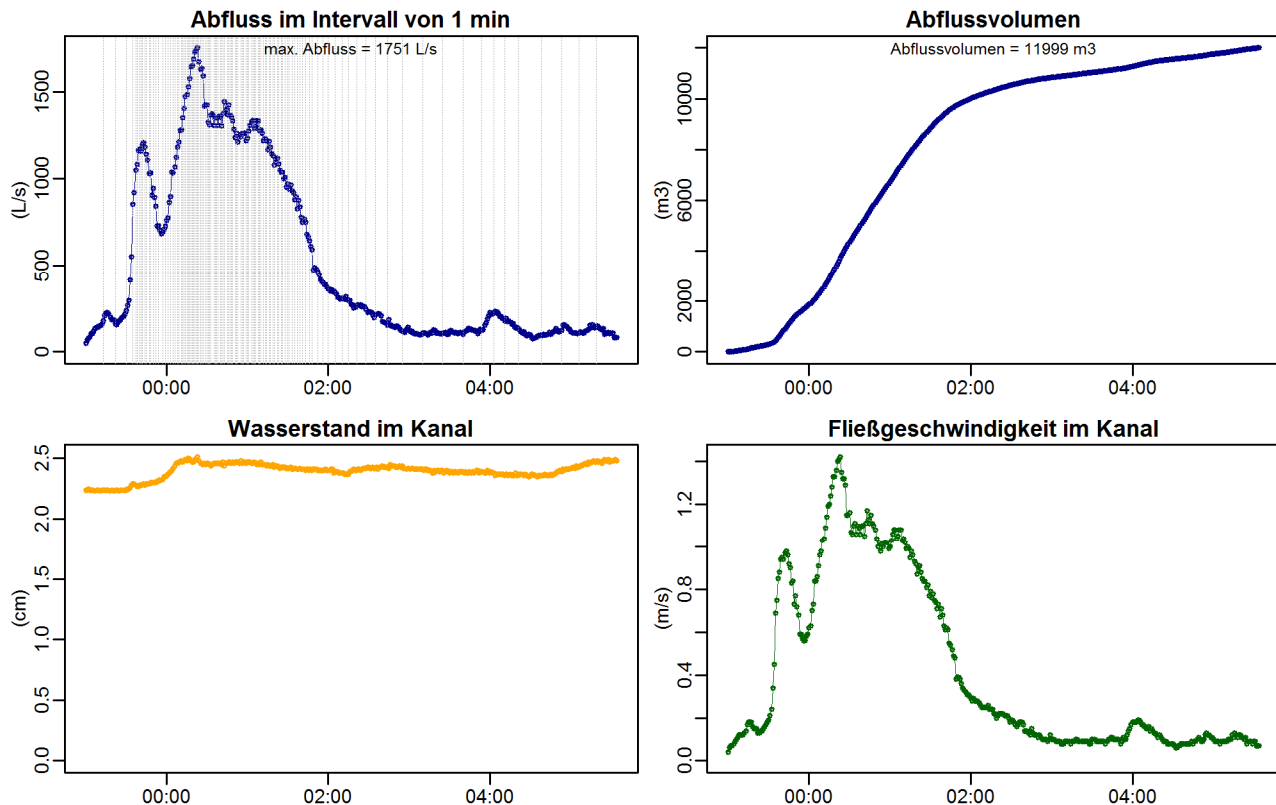 Abfluss im Intervall von 1 min
max. Abfluss = 1751 L/s
(L/s)
1500
1000
500
0
00:00 02:00 04:00
Abflussvolumen
Abflussvolumen = 11999 m3
(m3)
10000
6000
2000
0
00:00 02:00 04:00
Wasserstand im Kanal
(cm)
2.5
2.0
1.5
1.0
0.5
0.0
00:00 02:00 04:00
Fließgeschwindigkeit im Kanal
(m/s)
1.2
0.8
0.4
0.0
00:00 02:00 04:00